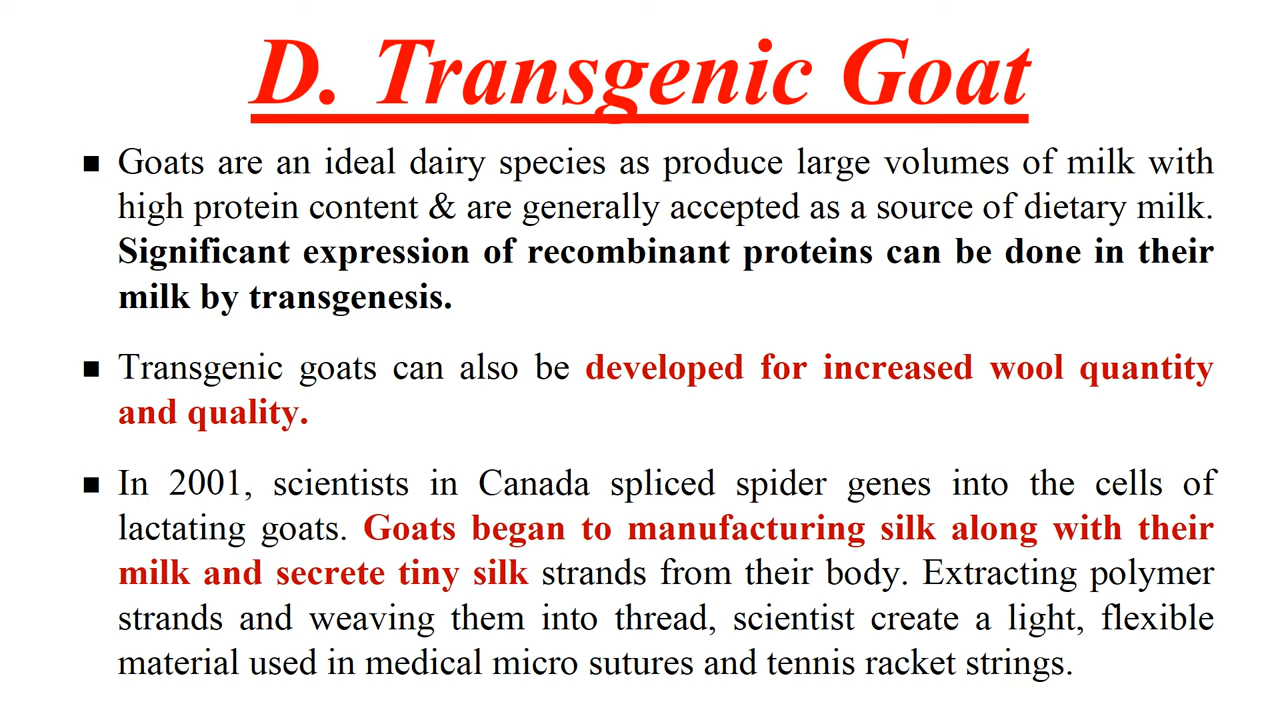 D. Transgenic Goat
■ Goats are an ideal dairy species as produce large volumes of milk with
high protein content & are generally accepted as a source of dietary milk.
Significant expression of recombinant proteins can be done in their
milk by transgenesis.
■ Transgenic goats can also be developed for increased wool quantity
and quality.
■ In 2001, scientists in Canada spliced spider genes into the cells of
lactating goats. Goats began to manufacturing silk along with their
milk and secrete tiny silk strands from their body. Extracting polymer
strands and weaving them into thread, scientist create a light, flexible
material used in medical micro sutures and tennis racket strings.